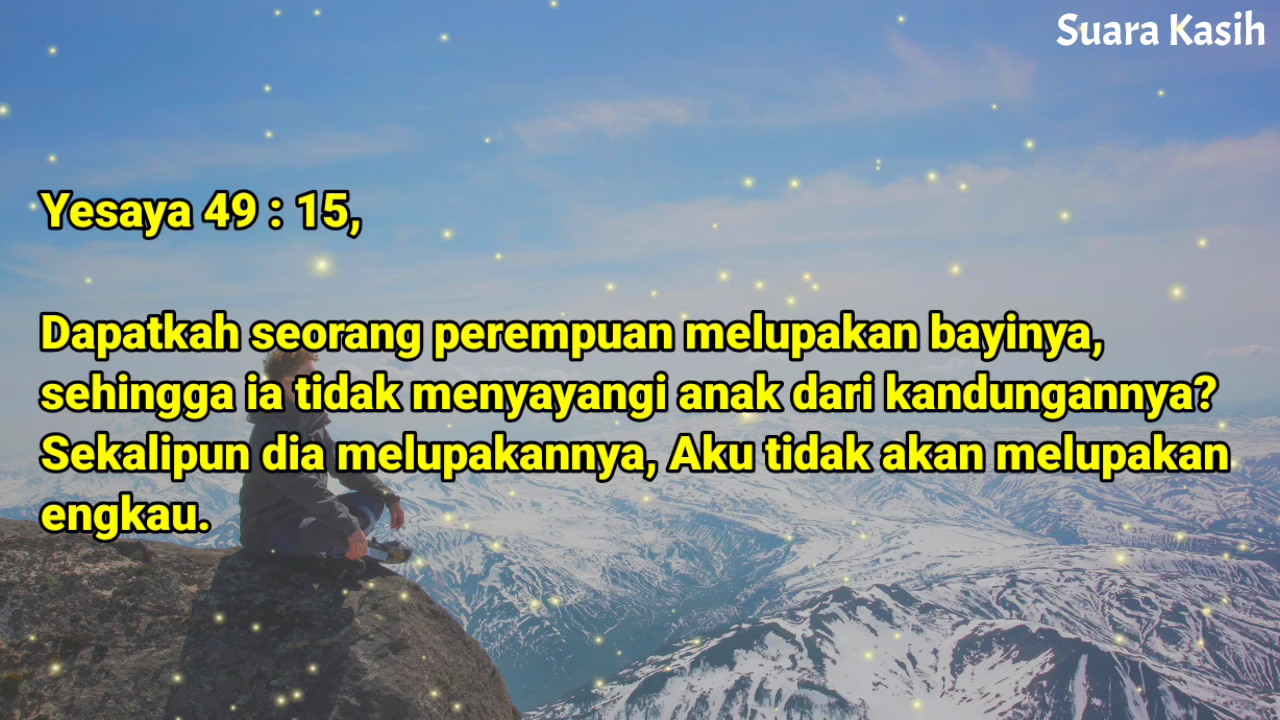 Suara Kasih
Yesaya 49 : 15,
Dapatkah seorang perempuan melupakan bayinya,
sehingga ia tidak menyayangi anak dari kandungannya?
Sekalipun dia melupakannya, Aku tidak akan melupakan
engkau.